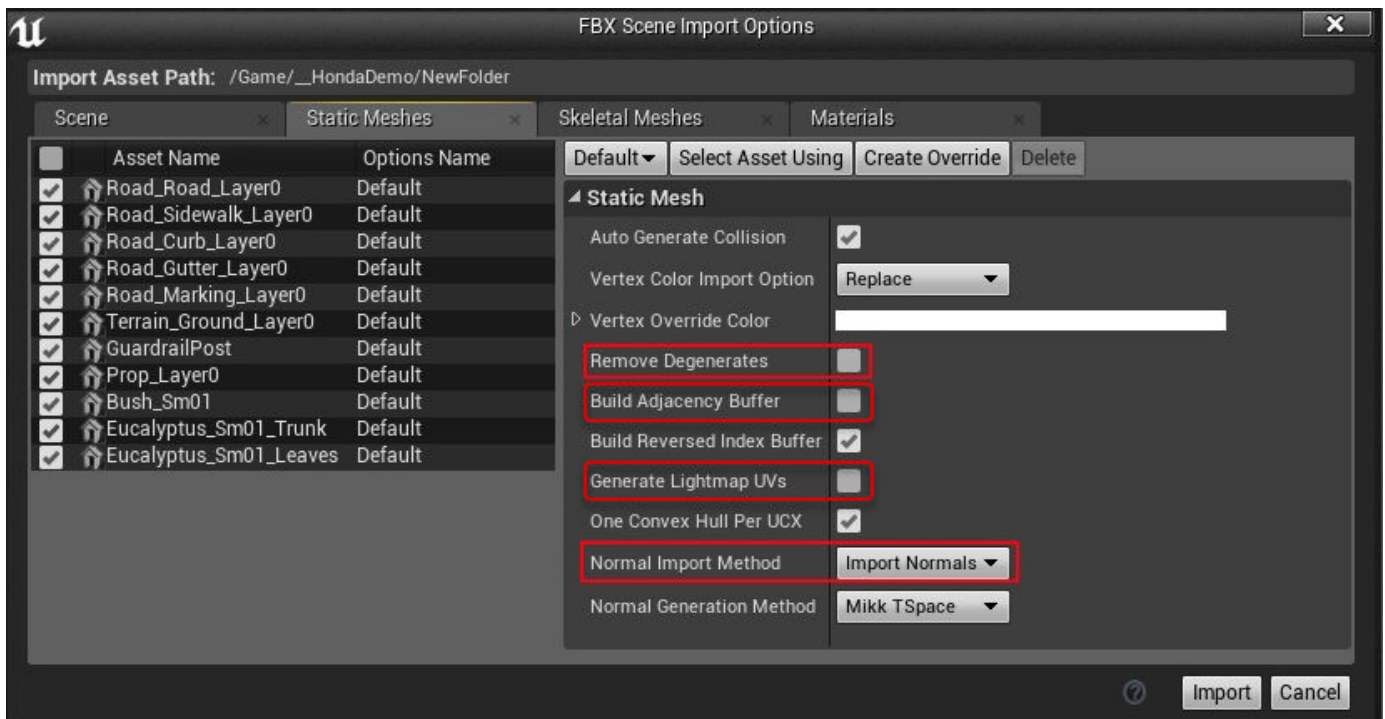 FBX Scene Import Options
Import Asset Path: /Game/__HondaDemo/NewFolder
Scene Static Meshes Skeletal Meshes Materials
Asset Name Options Name
Road_Road_Layer0 Default
Road_Sidewalk_Layer0 Default
Road_Curb_Layer0 Default
Road_Gutter_Layer0 Default
Road_Marking_Layer0 Default
Terrain_Ground_Layer0 Default
GuardrailPost Default
Prop_Layer0 Default
Bush_Sm01 Default
Eucalyptus_Sm01_Trunk Default
Eucalyptus_Sm01_Leaves Default
Default Select Asset Using Create Override Delete
Static Mesh
Auto Generate Collision
Vertex Color Import Option Replace
Vertex Override Color
Remove Degenerates
Build Adjacency Buffer
Build Reversed Index Buffer
Generate Lightmap UVs
One Convex Hull Per UCX
Normal Import Method Import Normals
Normal Generation Method Mikk TSpace
Import Cancel